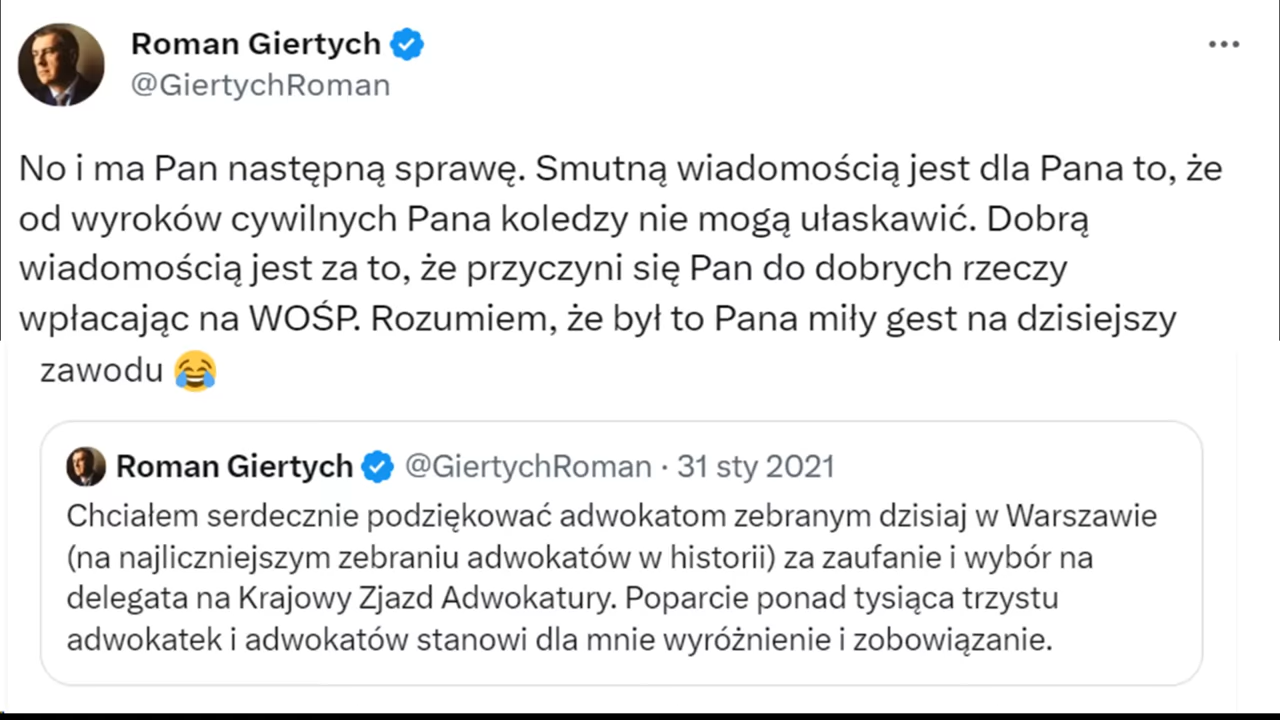 Roman Giertych
@GiertychRoman
No i ma Pan następną sprawę. Smutną wiadomością jest dla Pana to, że
od wyroków cywilnych Pana koledzy nie mogą ułaskawić. Dobrą
wiadomością jest za to, że przyczyni się Pan do dobrych rzeczy
wpłacając na WOŚP. Rozumiem, że był to Pana miły gest na dzisiejszy
zawodu 😂
Roman Giertych @GiertychRoman · 31 sty 2021
Chciałem serdecznie podziękować adwokatom zebranym dzisiaj w Warszawie
(na najliczniejszym zebraniu adwokatów w historii) za zaufanie i wybór na
delegata na Krajowy Zjazd Adwokatury. Poparcie ponad tysiąca trzystu
adwokatek i adwokatów stanowi dla mnie wyróżnienie i zobowiązanie.